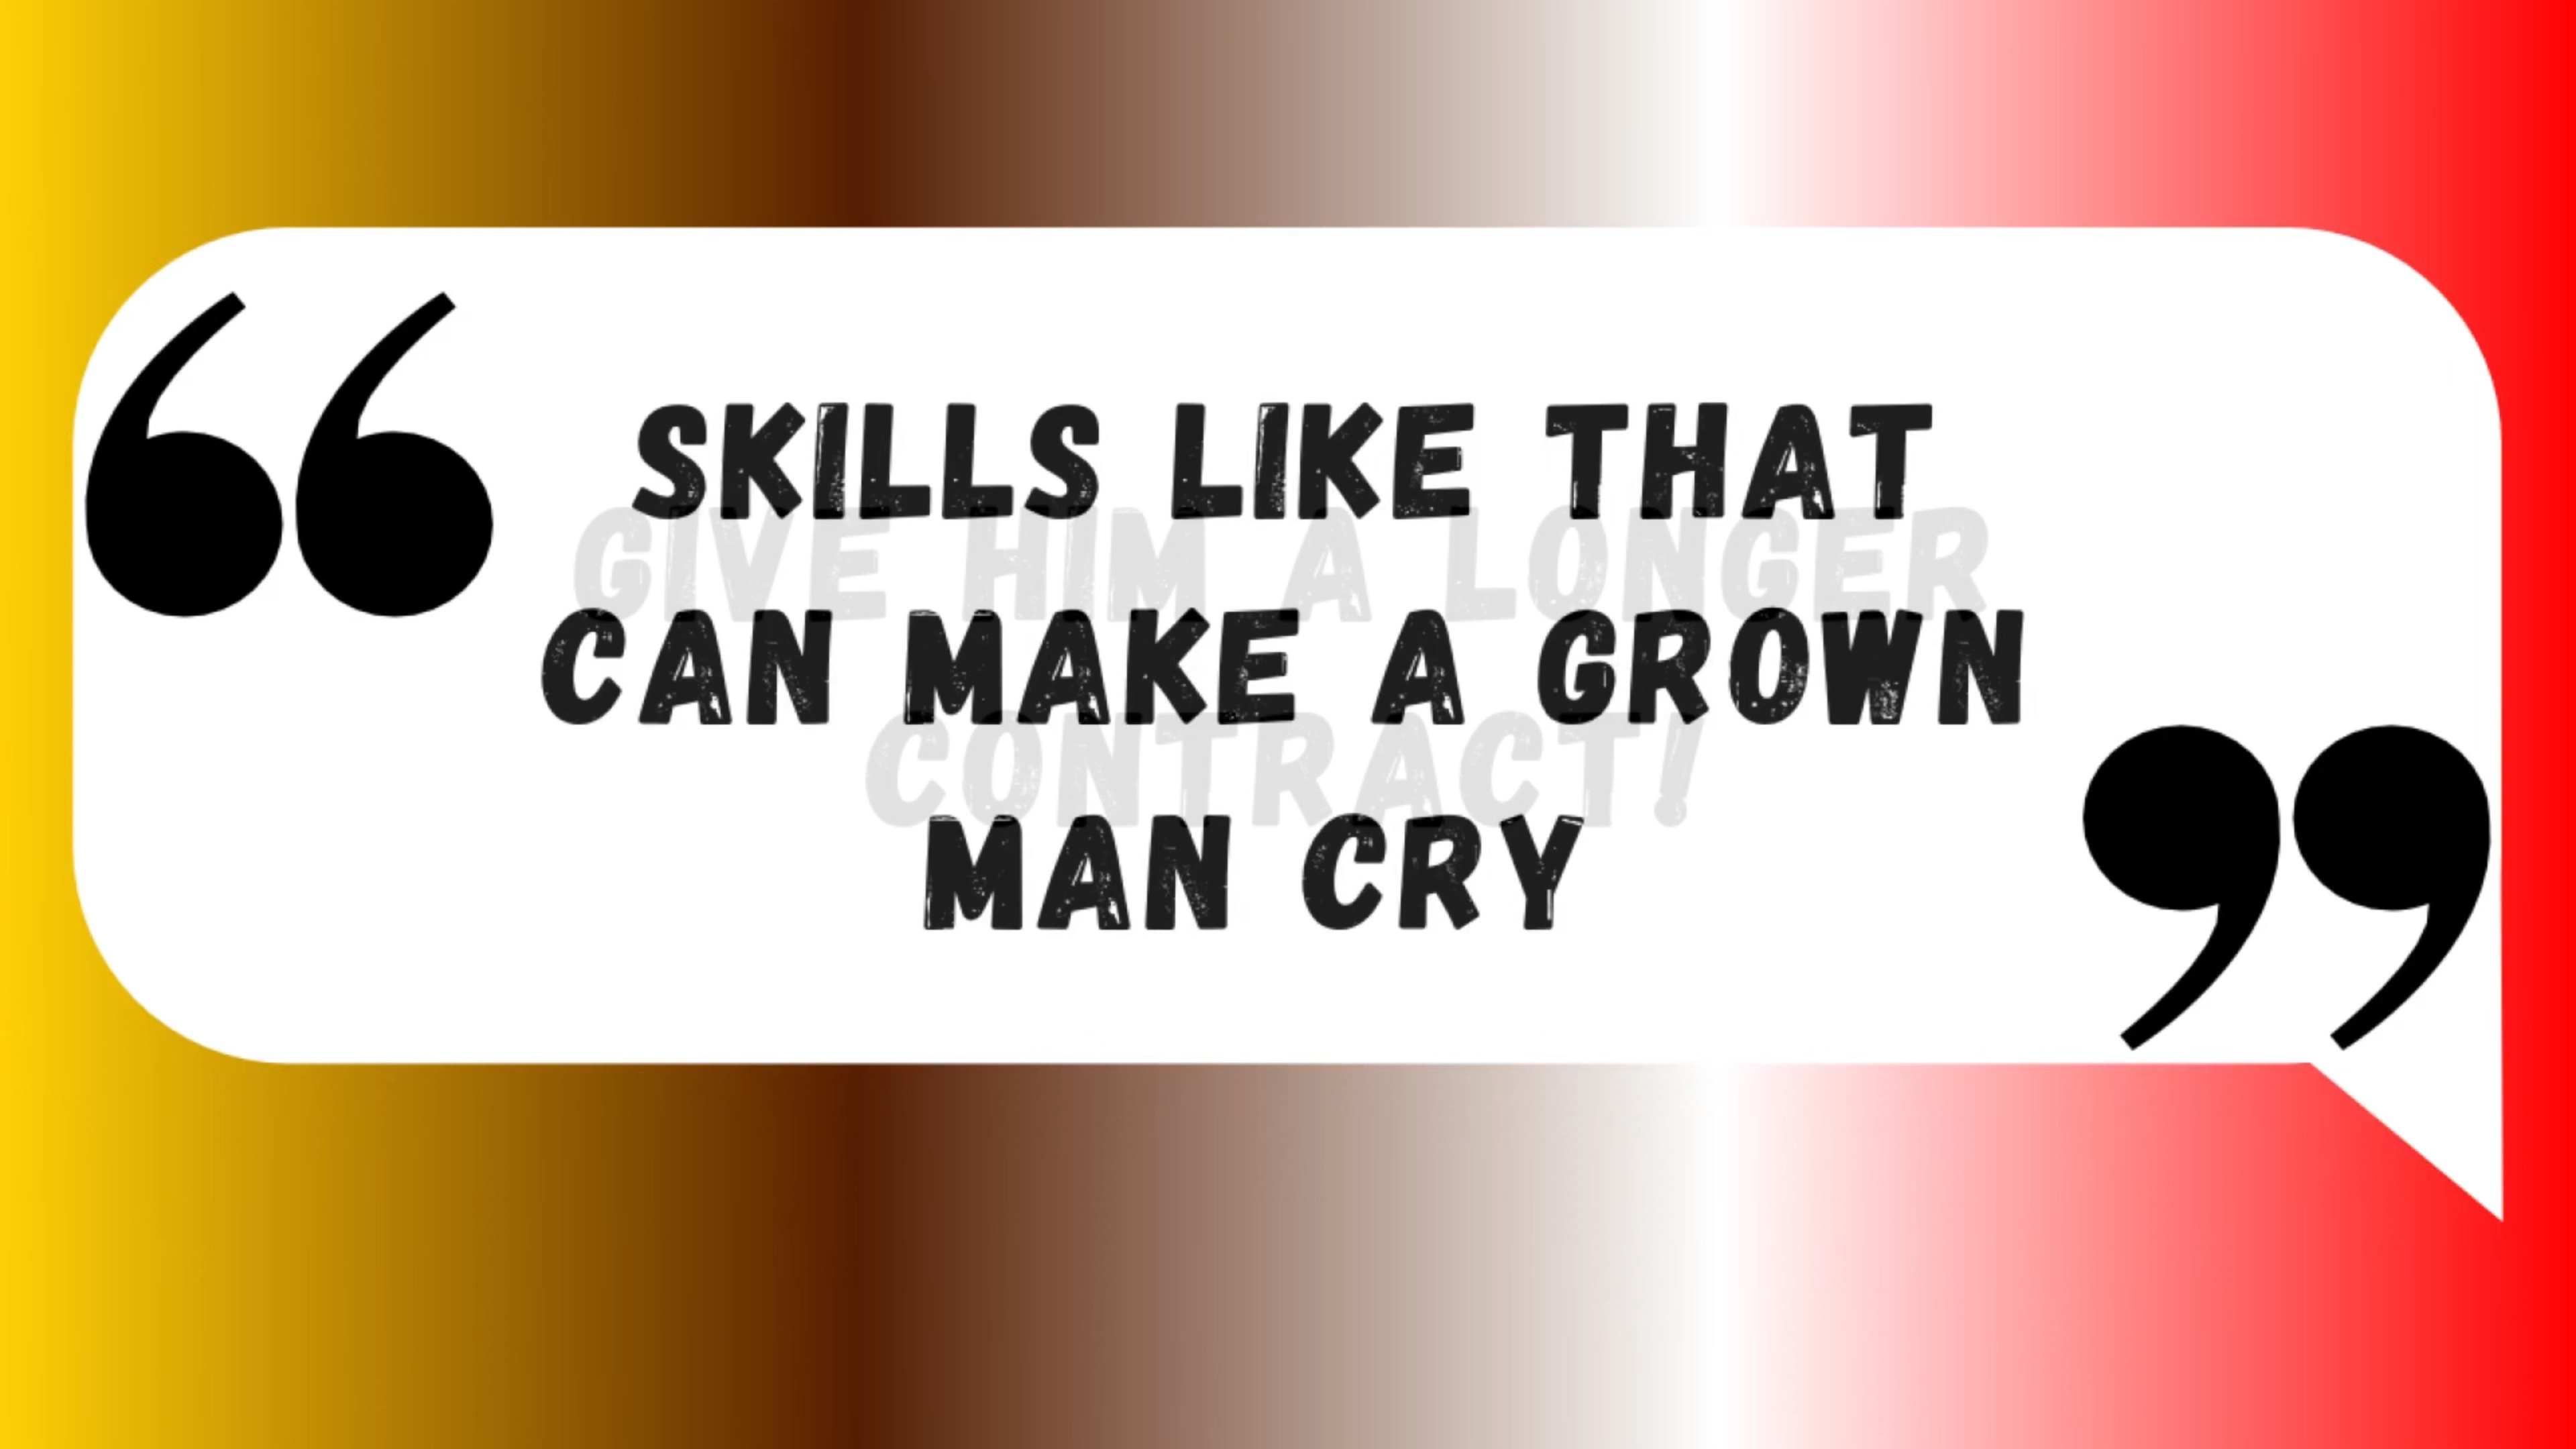 “
SKILLS LIKE THAT
GIVE HIM A LONGER
CAN MAKE A GROWN
CONTRACT!
MAN CRY
”